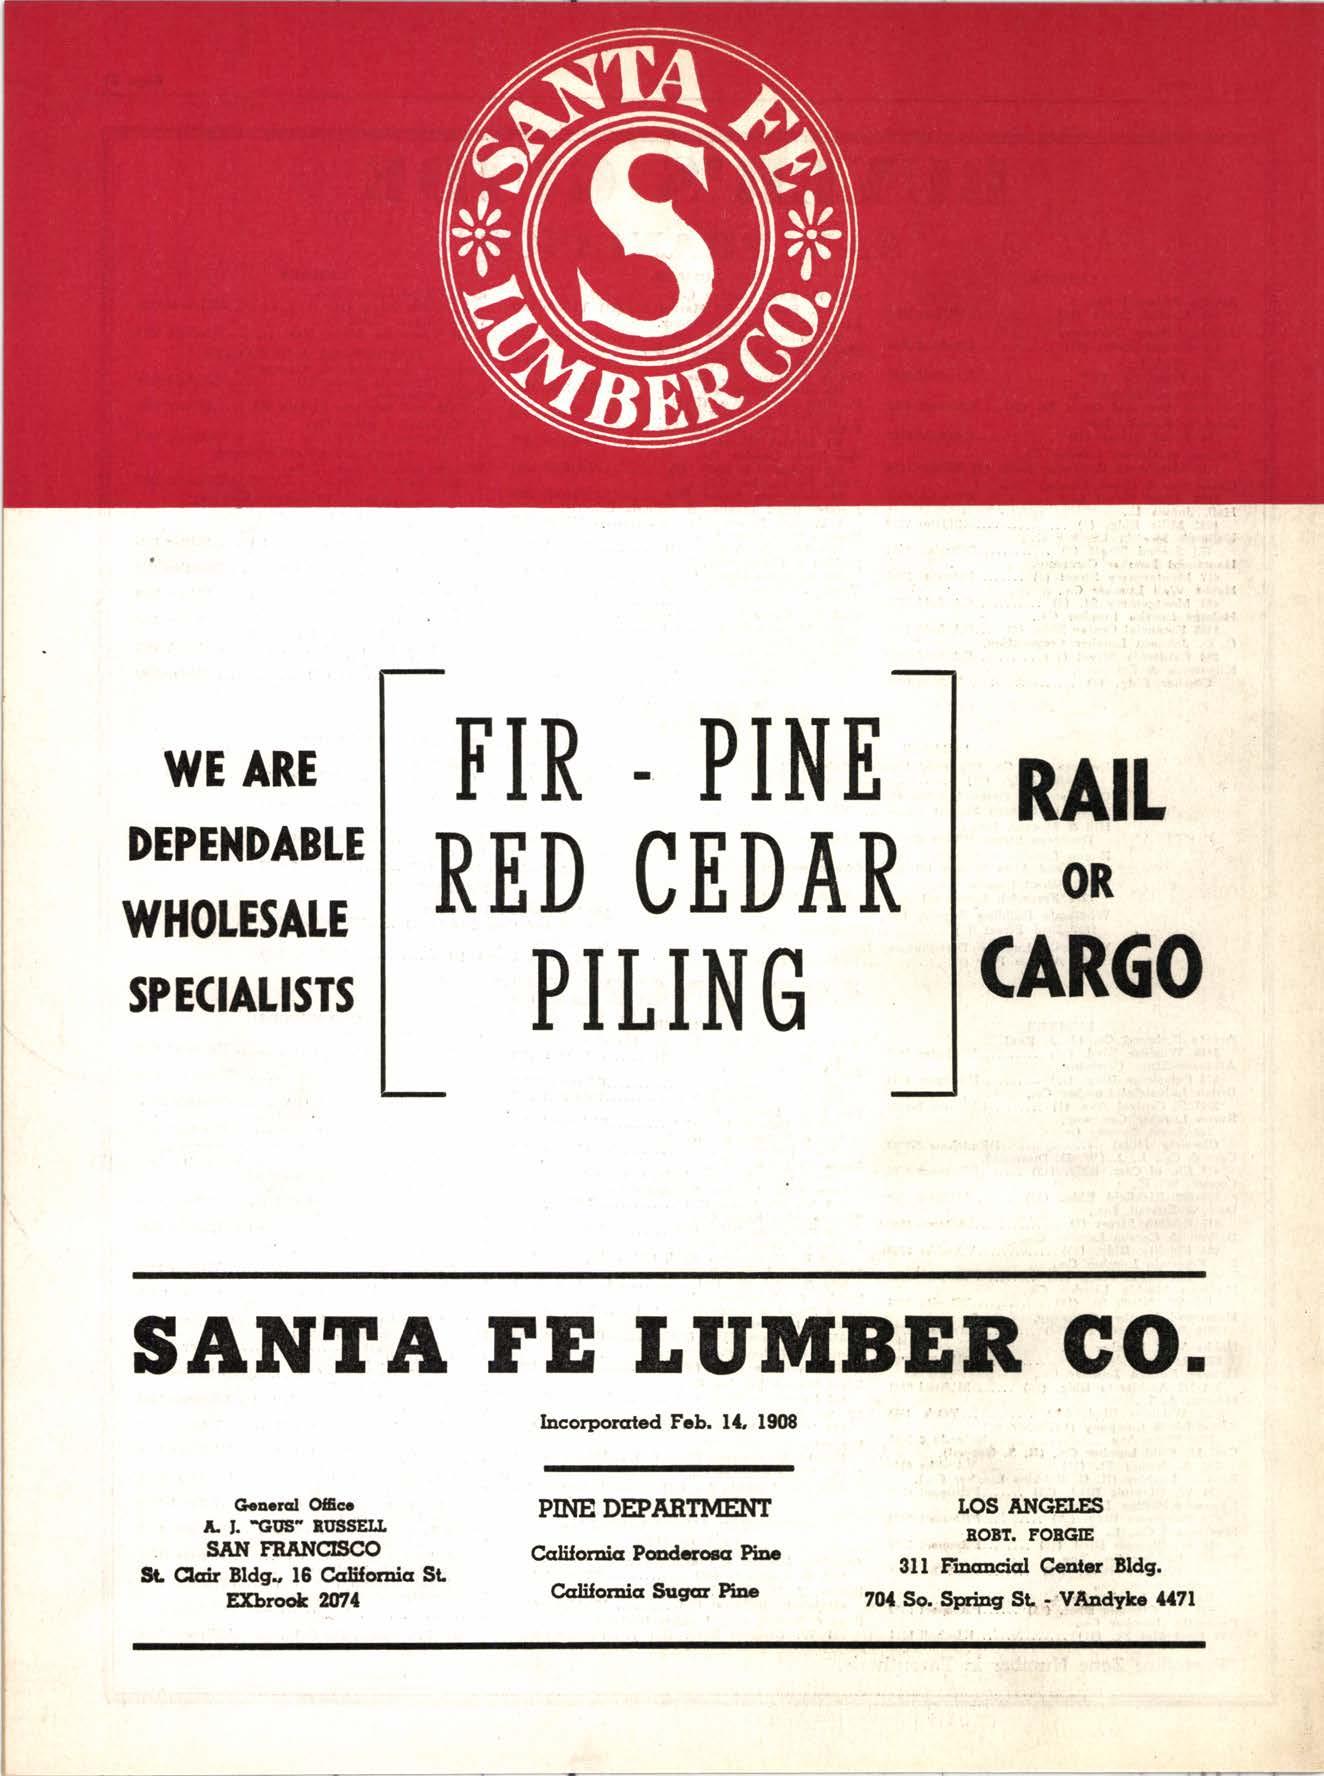 SANTA FE
S
LUMBER CO.
WE ARE
DEPENDABLE
WHOLESALE
SPECIALISTS
FIR - PINE
RED CEDAR
PILING
RAIL
OR
CARGO
SANTA FE LUMBER CO.
Incorporated Feb. 14, 1908
General Office
A. J. "GUS" RUSSELL
SAN FRANCISCO
St. Clair Bldg., 16 California St.
EXbrook 2074
PINE DEPARTMENT
California Ponderosa Pine
California Sugar Pine
LOS ANGELES
ROBT. FORGIE
311 Financial Center Bldg.
704 So. Spring St. - VAndyke 4471